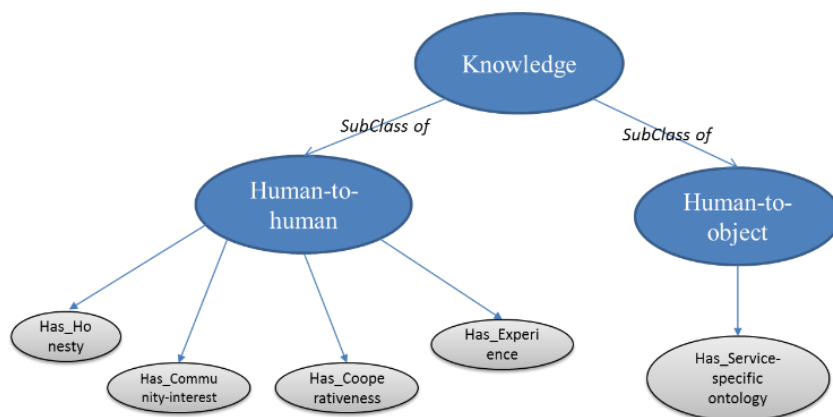 Knowledge
SubClass of
SubClass of
Human-to-
human
Human-to-
object
Has_Ho
nesty
Has_Commu
nity-interest
Has_Coope
rativeness
Has_Experi
ence
Has_Service-
specific
ontology